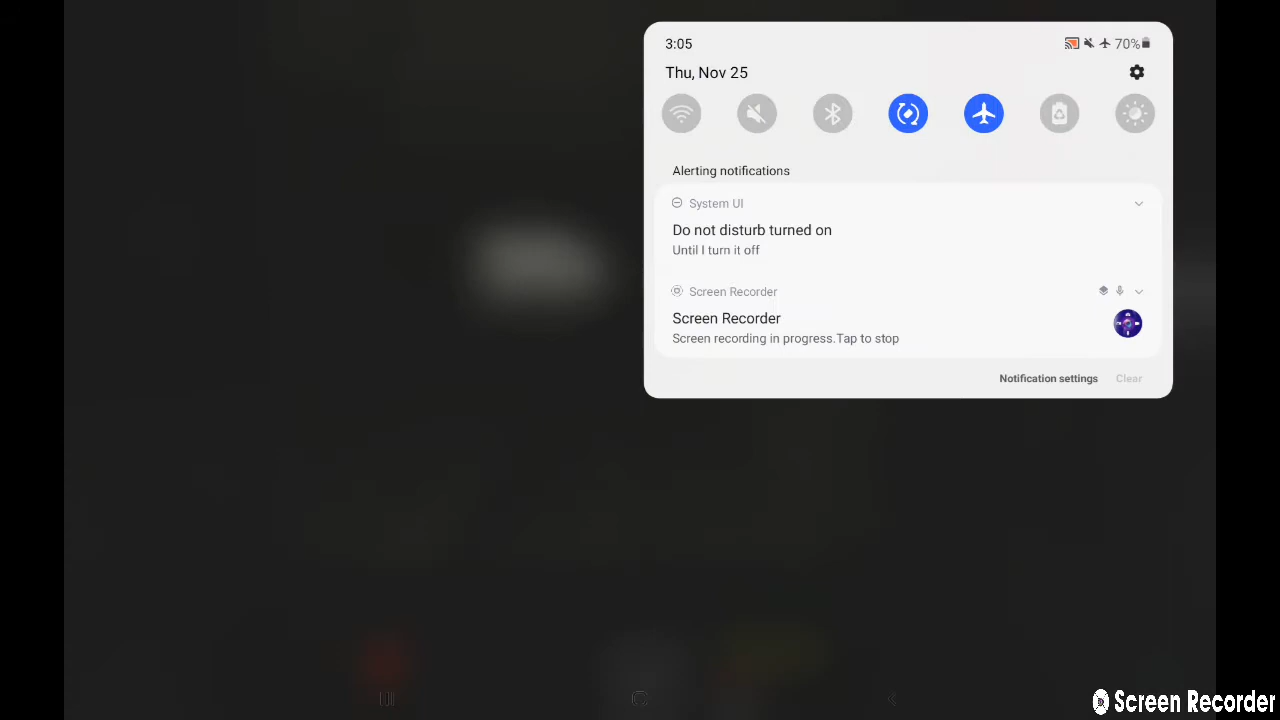 3:05
70%
Thu, Nov 25
Alerting notifications
System UI
Do not disturb turned on
Until I turn it off
Screen Recorder
Screen Recorder
Screen recording in progress.Tap to stop
Notification settings
Clear
Screen Recorder